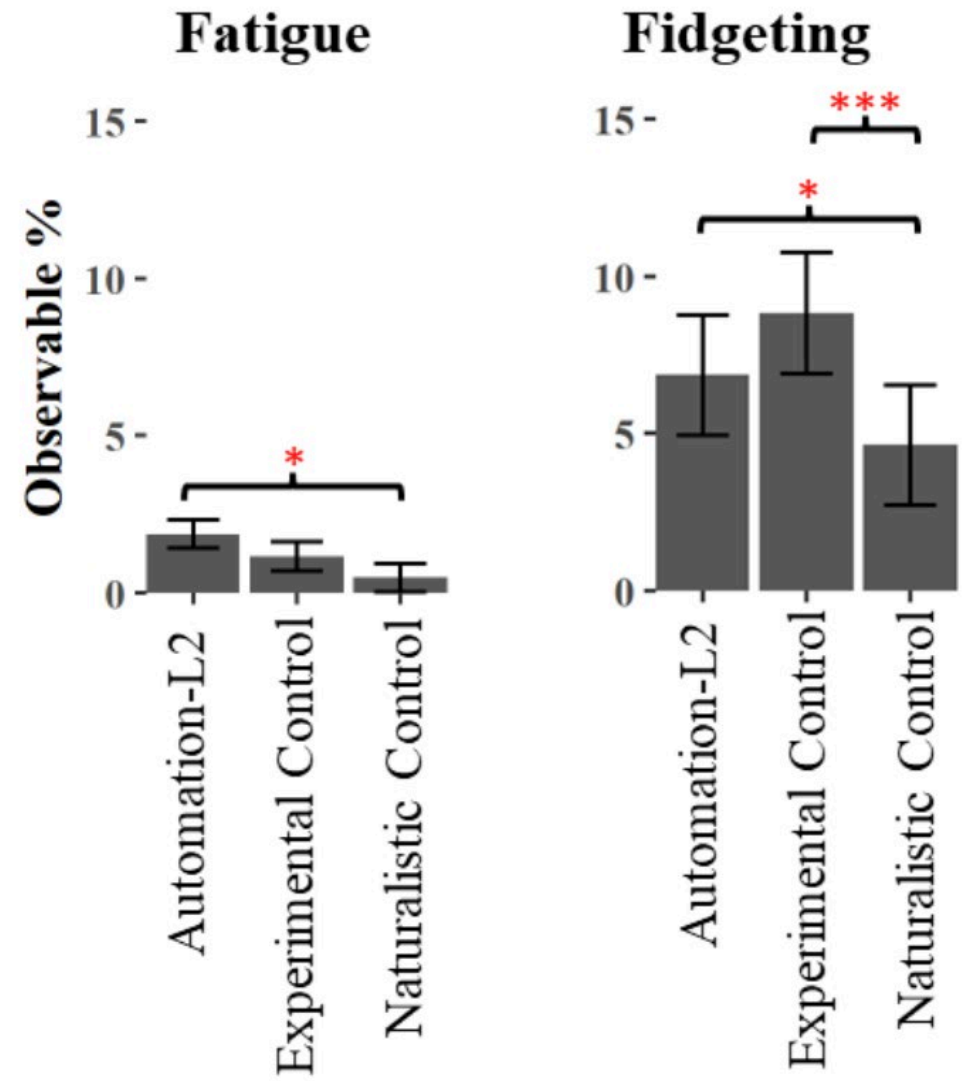 Fatigue
Observable %
15
10
5
0
*
Automation-L2
Experimental Control
Naturalistic Control
Fidgeting
15
10
5
0
***
*
Automation-L2
Experimental Control
Naturalistic Control